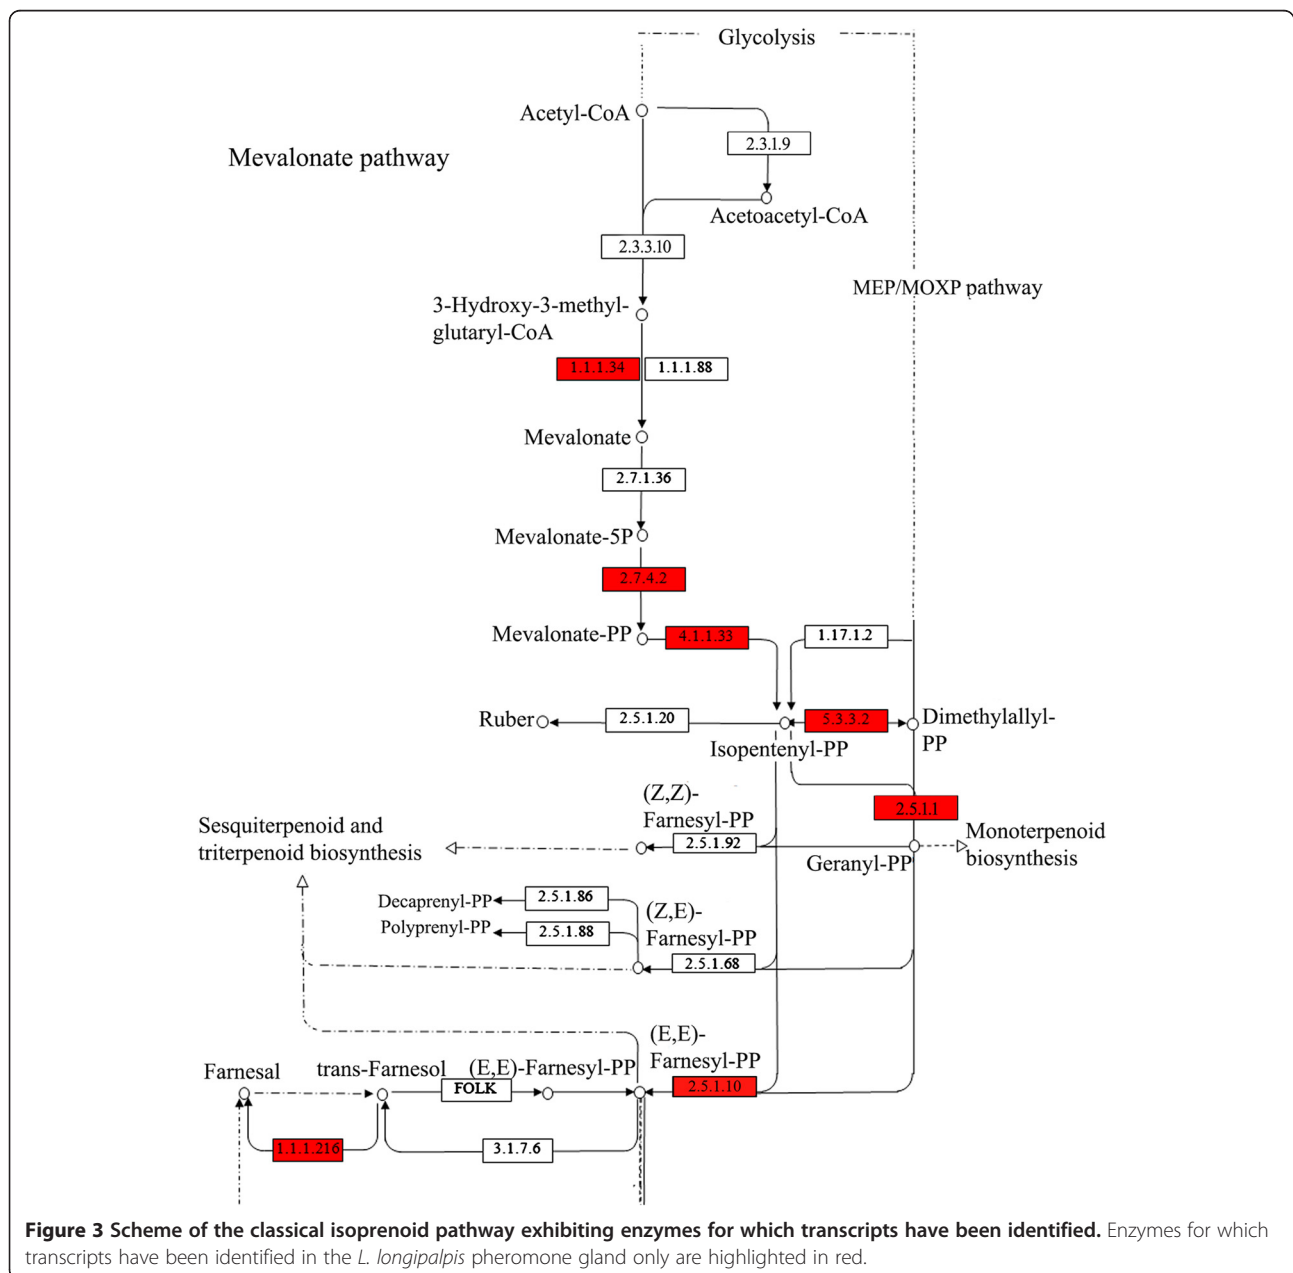 Glycolysis
Acetyl-CoA
2.3.1.9
Mevalonate pathway
Acetoacetyl-CoA
2.3.3.10
MEP/MOXP pathway
3-Hydroxy-3-methyl-
glutaryl-CoA
1.1.1.34
1.1.1.88
Mevalonate
2.7.1.36
Mevalonate-5P
2.7.4.2
Mevalonate-PP
4.1.1.33
1.17.1.2
Ruber
2.5.1.20
5.3.3.2
Dimethylallyl-
PP
Isopentenyl-PP
(Z,Z)-
Farnesyl-PP
2.5.1.1
Sesquiterpenoid and
triterpenoid biosynthesis
2.5.1.92
Monoterpenoid
biosynthesis
Geranyl-PP
Decaprenyl-PP
2.5.1.86
(Z,E)-
Farnesyl-PP
Polyprenyl-PP
2.5.1.88
2.5.1.68
(E,E)-
Farnesyl-PP
Farnesal
trans-Farnesol
(E,E)-Farnesyl-PP
FOLK
2.5.1.10
1.1.1.216
3.1.7.6
Figure 3 Scheme of the classical isoprenoid pathway exhibiting enzymes for which transcripts have been identified. Enzymes for which
transcripts have been identified in the L. longipalpis pheromone gland only are highlighted in red.